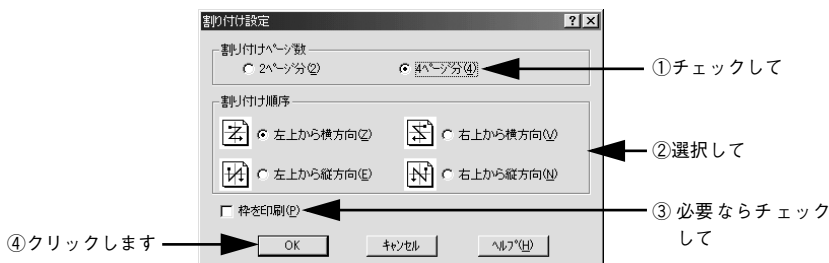 割り付け設定
割り付けページ数
2ページ分(2)
4ページ分(4)
①チェックして
割り付け順序
左上から横方向(Z)
右上から横方向(V)
②選択して
左上から縦方向(E)
右上から縦方向(N)
枠を印刷(P)
③必要ならチェック
して
④クリックします
OK
キャンセル
ヘルプ(H)